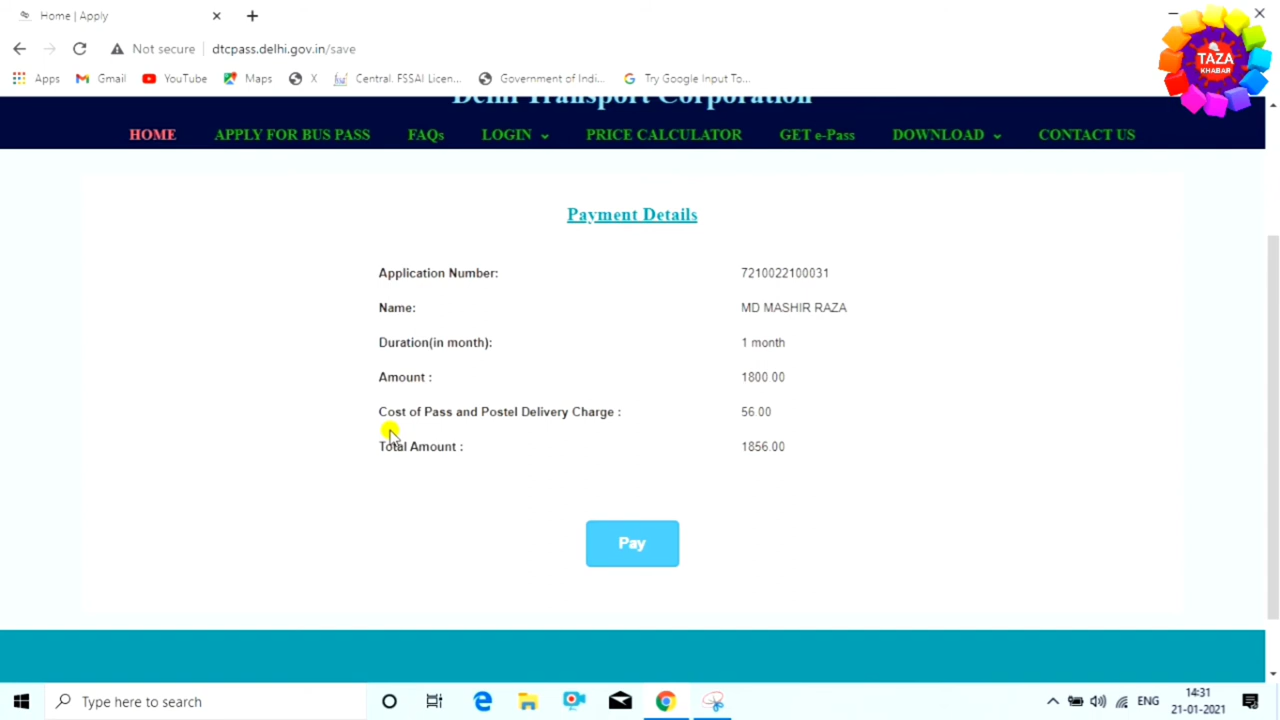 Home | Apply
Not secure
dtcpass.delhi.gov.in/save
Apps
Gmail
YouTube
Maps
X
Central. FSSAI Licen...
Government of Indi...
Try Google Input To...
TAZA
KHABAR
Delhi Transport Corporation
HOME
APPLY FOR BUS PASS
FAQs
LOGIN
PRICE CALCULATOR
GET e-Pass
DOWNLOAD
CONTACT US
Payment Details
Application Number: 7210022100031
Name: MD MASHIR RAZA
Duration(in month): 1 month
Amount : 1800.00
Cost of Pass and Postel Delivery Charge : 56.00
Total Amount : 1856.00
Pay
Type here to search
ENG
14:31
21-01-2021